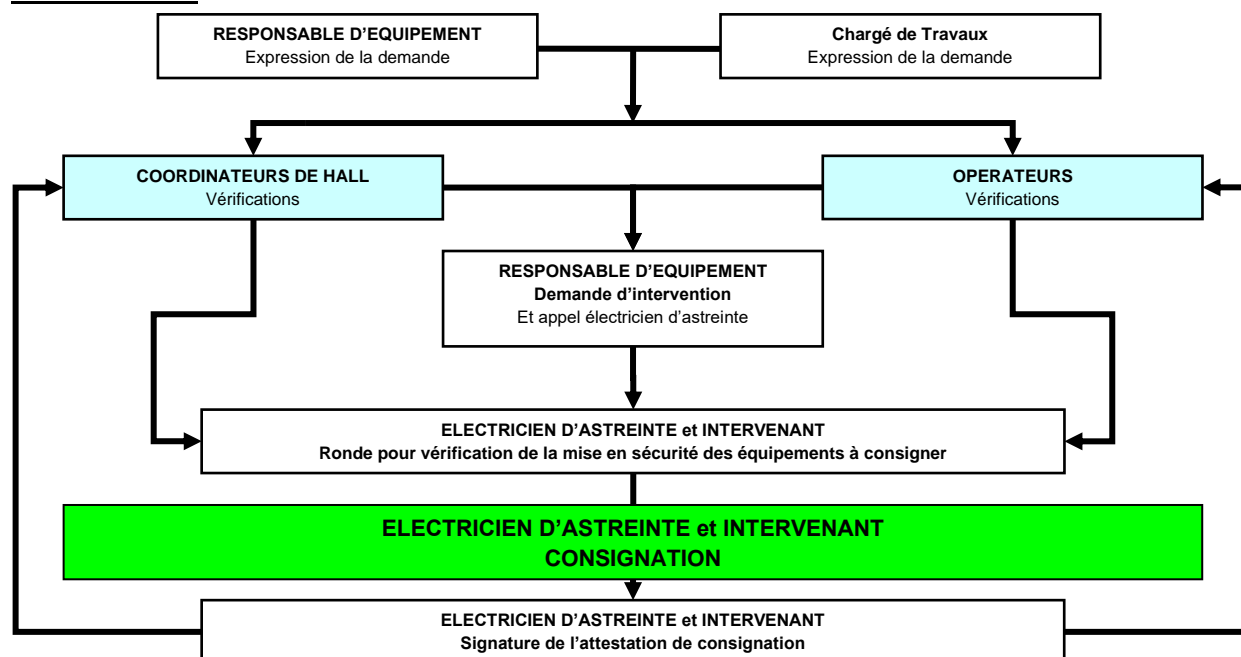 RESPONSABLE D’EQUIPEMENT
Expression de la demande
Chargé de Travaux
Expression de la demande
COORDINATEURS DE HALL
Vérifications
OPERATEURS
Vérifications
RESPONSABLE D’EQUIPEMENT
Demande d’intervention
Et appel électricien d’astreinte
ELECTRICIEN D’ASTREINTE et INTERVENANT
Ronde pour vérification de la mise en sécurité des équipements à consigner
ELECTRICIEN D’ASTREINTE et INTERVENANT
CONSIGNATION
ELECTRICIEN D’ASTREINTE et INTERVENANT
Signature de l’attestation de consignation